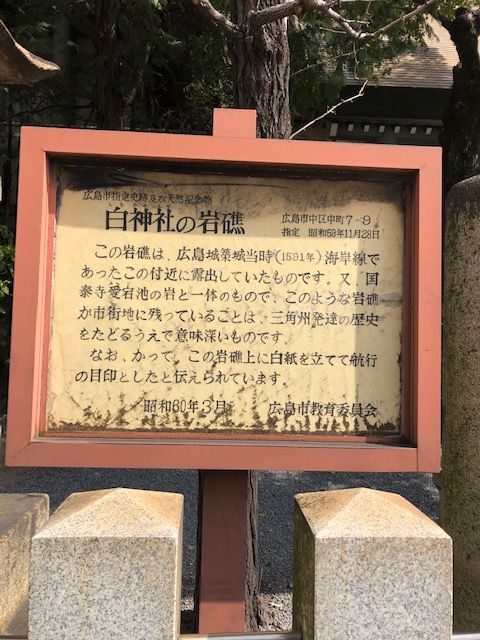 広島市指定史跡及び天然記念物
白神社の岩礁
広島市中区中町7-9
指定 昭和58年11月28日
この岩礁は、広島城築城当時(1591年)海岸線で
あったこの付近に露出していたものです。又、国
泰寺愛宕池の岩と一体のもので、このような岩礁
が市街地に残っていることは、三角州発達の歴史
をたどるうえで意味深いものです。
なお、かつて、この岩礁上に白紙を立てて航行
の目印としたと伝えられています。
昭和60年3月 広島市教育委員会